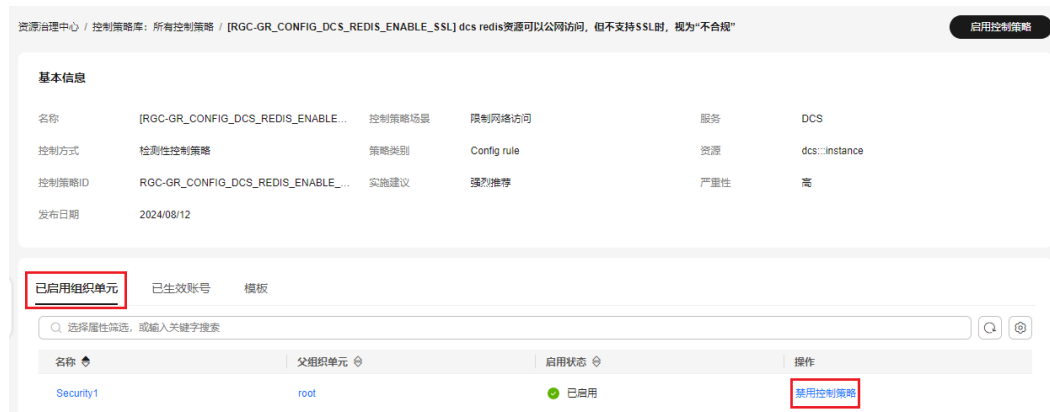 资源治理中心 / 控制策略库：所有控制策略 / [RGC-GR_CONFIG_DCS_REDIS_ENABLE_SSL] dcs redis资源可以公网访问，但不支持SSL时，视为“不合规” 启用控制策略
基本信息
名称 [RGC-GR_CONFIG_DCS_REDIS_ENABLE... 控制策略场景 限制网络访问 服务 DCS
控制方式 检测性控制策略 策略类别 Config rule 资源 dcs:::instance
控制策略ID RGC-GR_CONFIG_DCS_REDIS_ENABLE_... 实施建议 强烈推荐 严重性 高
发布日期 2024/08/12
已启用组织单元 已生效账号 模板
选择属性筛选，或输入关键字搜索
名称 父组织单元 启用状态 操作
Security1 root 已启用 禁用控制策略